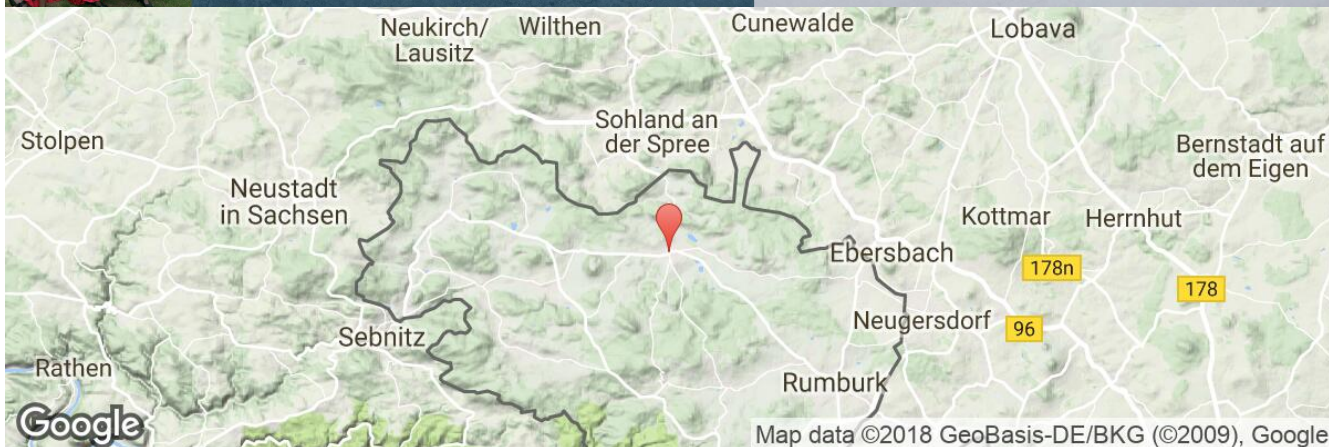 Neukirch/
Lausitz
Wilthen
Cunewalde
Lobava
Stolpen
Sohland an
der Spree
Bernstadt auf
dem Eigen
Neustadt
in Sachsen
Kottmar
Herrnhut
Ebersbach
178n
178
Sebnitz
Neugersdorf
96
Rathen
Rumburk
Google
Map data ©2018 GeoBasis-DE/BKG (©2009), Google